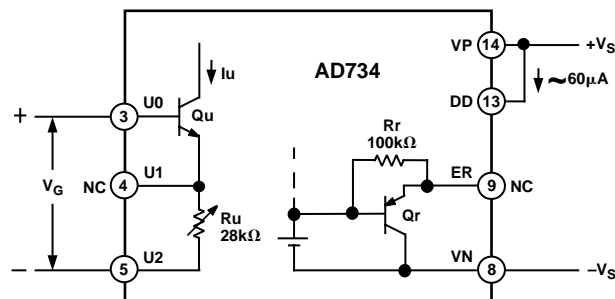 VP 14 +VS
AD734
≈60µA
DD 13
Iu
U0
+ 3 Qu
Rr
100kΩ
VG
U1
NC 4
ER
9 NC
Ru
28kΩ
Qr
U2
– 5
VN
8 –VS